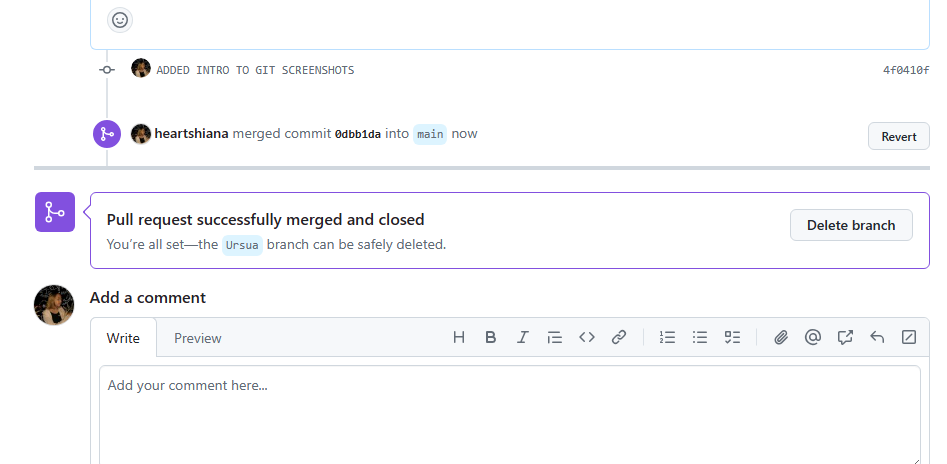 ADDED INTRO TO GIT SCREENSHOTS 4f0410f
heartshiana merged commit 0dbb1da into main now Revert
Pull request successfully merged and closed
You're all set—the Ursua branch can be safely deleted.
Delete branch
Add a comment
Write Preview
Add your comment here...